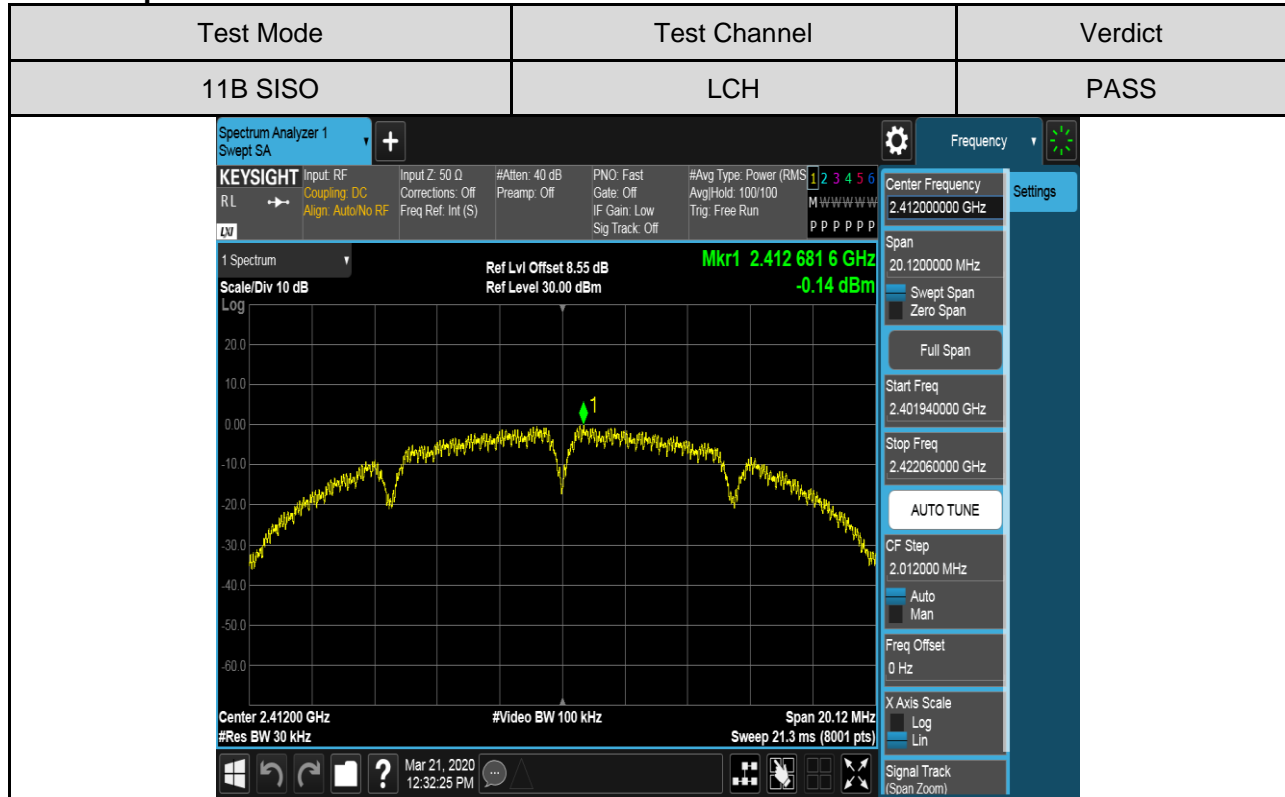 Test Mode
Test Channel
Verdict
11B SISO
LCH
PASS
Spectrum Analyzer 1
Swept SA
+
Frequency
KEYSIGHT
RL
LXI
Input: RF
Coupling: DC
Align: Auto/No RF
Input Z: 50 Ω
Corrections: Off
Freq Ref: Int (S)
#Atten: 40 dB
Preamp: Off
PNO: Fast
Gate: Off
IF Gain: Low
Sig Track: Off
#Avg Type: Power (RMS
Avg|Hold: 100/100
Trig: Free Run
1 2 3 4 5 6
M W W W W W
P P P P P P
1 Spectrum
Scale/Div 10 dB
Ref Lvl Offset 8.55 dB
Ref Level 30.00 dBm
Mkr1 2.412 681 6 GHz
-0.14 dBm
Log
20.0
10.0
0.00
-10.0
-20.0
-30.0
-40.0
-50.0
-60.0
1
Center 2.41200 GHz
#Res BW 30 kHz
#Video BW 100 kHz
Span 20.12 MHz
Sweep 21.3 ms (8001 pts)
Mar 21, 2020
12:32:25 PM
?
Center Frequency
2.412000000 GHz
Settings
Span
20.1200000 MHz
Swept Span
Zero Span
Full Span
Start Freq
2.401940000 GHz
Stop Freq
2.422060000 GHz
AUTO TUNE
CF Step
2.012000 MHz
Auto
Man
Freq Offset
0 Hz
X Axis Scale
Log
Lin
Signal Track
(Span Zoom)